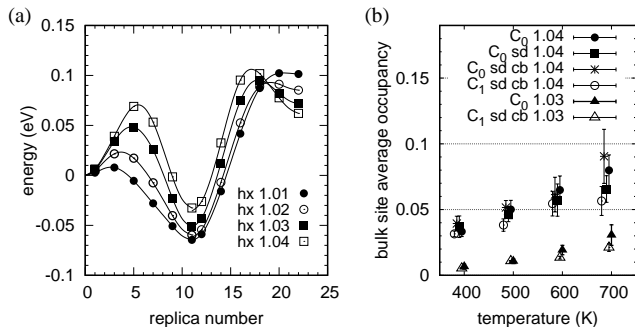 (a)
0.15
0.1
0.05
0
-0.05
-0.1
energy (eV)
0 5 10 15 20 25
replica number
hx 1.01
hx 1.02
hx 1.03
hx 1.04
(b)
0.15
0.1
0.05
0
bulk site average occupancy
400 500 600 700
temperature (K)
C0 1.04
C0 sd 1.04
C0 sd cb 1.04
C1 sd cb 1.04
C0 1.03
C1 sd cb 1.03